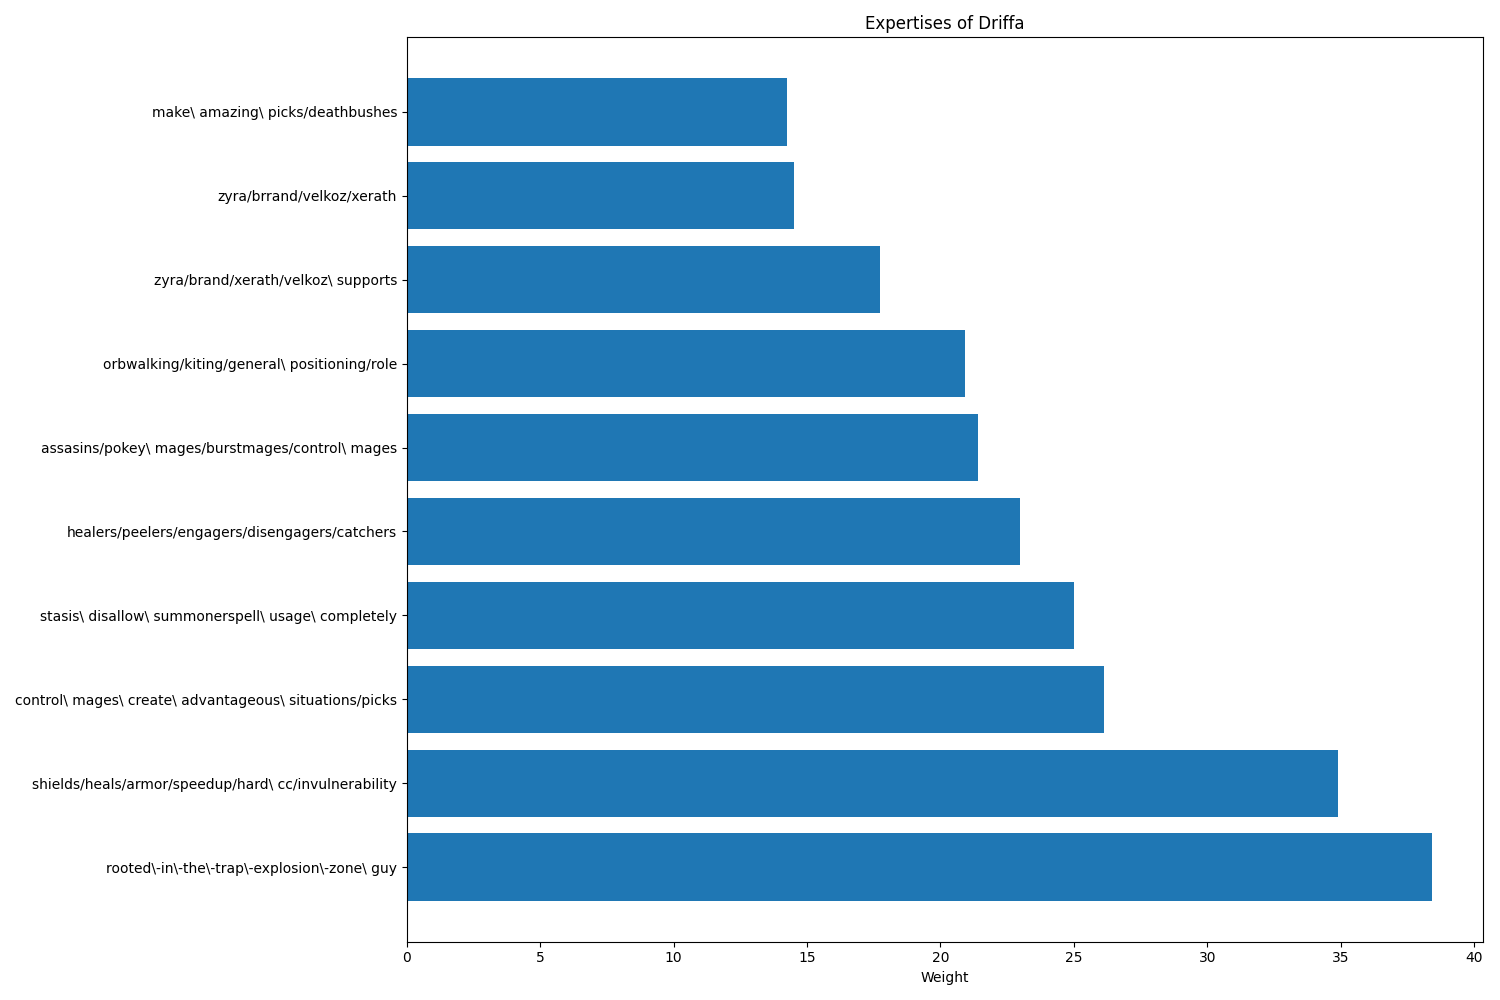 Expertises of Driffa
make\ amazing\ picks/deathbushes
zyra/brrand/velkoz/xerath
zyra/brand/xerath/velkoz\ supports
orbwalking/kiting/general\ positioning/role
assasins/pokey\ mages/burstmages/control\ mages
healers/peelers/engagers/disengagers/catchers
stasis\ disallow\ summonerspell\ usage\ completely
control\ mages\ create\ advantageous\ situations/picks
shields/heals/armor/speedup/hard\ cc/invulnerability
rooted\-in\-the\-trap\-explosion\-zone\ guy
0 5 10 15 20 25 30 35 40
Weight